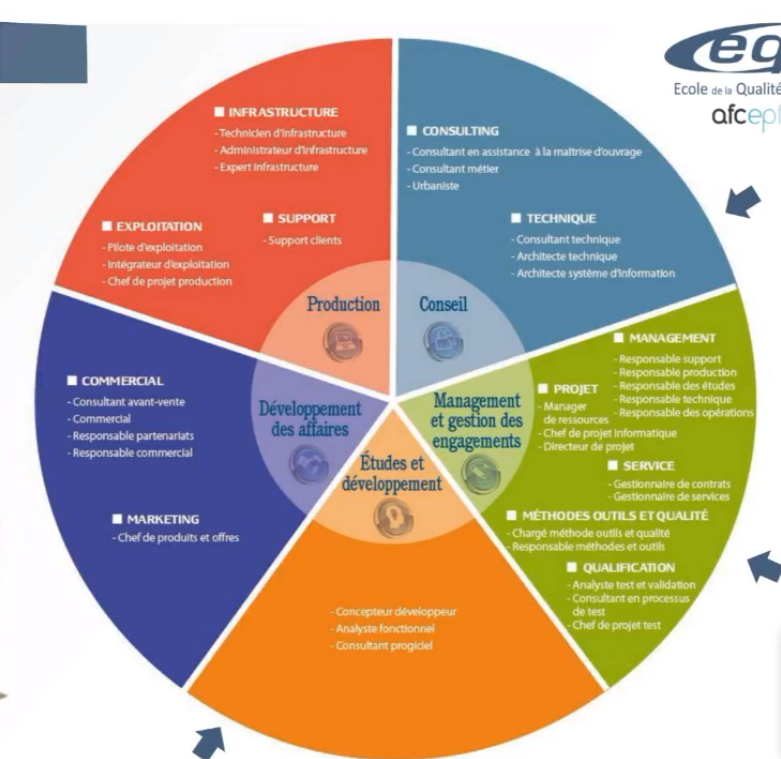 eq
Ecole de la Qualité
afcep
■ INFRASTRUCTURE
- Technicien d'infrastructure
- Administrateur d'infrastructure
- Expert infrastructure
■ EXPLOITATION
- Pilote d'exploitation
- Intégrateur d'exploitation
- Chef de projet production
■ SUPPORT
- Support clients
Production
■ CONSULTING
- Consultant en assistance à la maîtrise d'ouvrage
- Consultant métier
- Urbaniste
■ TECHNIQUE
- Consultant technique
- Architecte technique
- Architecte système d'information
Conseil
■ MANAGEMENT
- Responsable support
- Responsable production
- Responsable des études
- Responsable technique
- Responsable des opérations
■ PROJET
- Manager
de ressources
- Chef de projet informatique
- Directeur de projet
■ SERVICE
- Gestionnaire de contrats
- Gestionnaire de services
■ MÉTHODES OUTILS ET QUALITÉ
- Chargé méthode outils et qualité
- Responsable méthodes et outils
■ QUALIFICATION
- Analyste test et validation
- Consultant en processus
de test
- Chef de projet test
Management
et gestion des
engagements
Études et
développement
- Concepteur développeur
- Analyste fonctionnel
- Consultant progiciel
Développement
des affaires
■ COMMERCIAL
- Consultant avant-vente
- Commercial
- Responsable partenariats
- Responsable commercial
■ MARKETING
- Chef de produits et offres